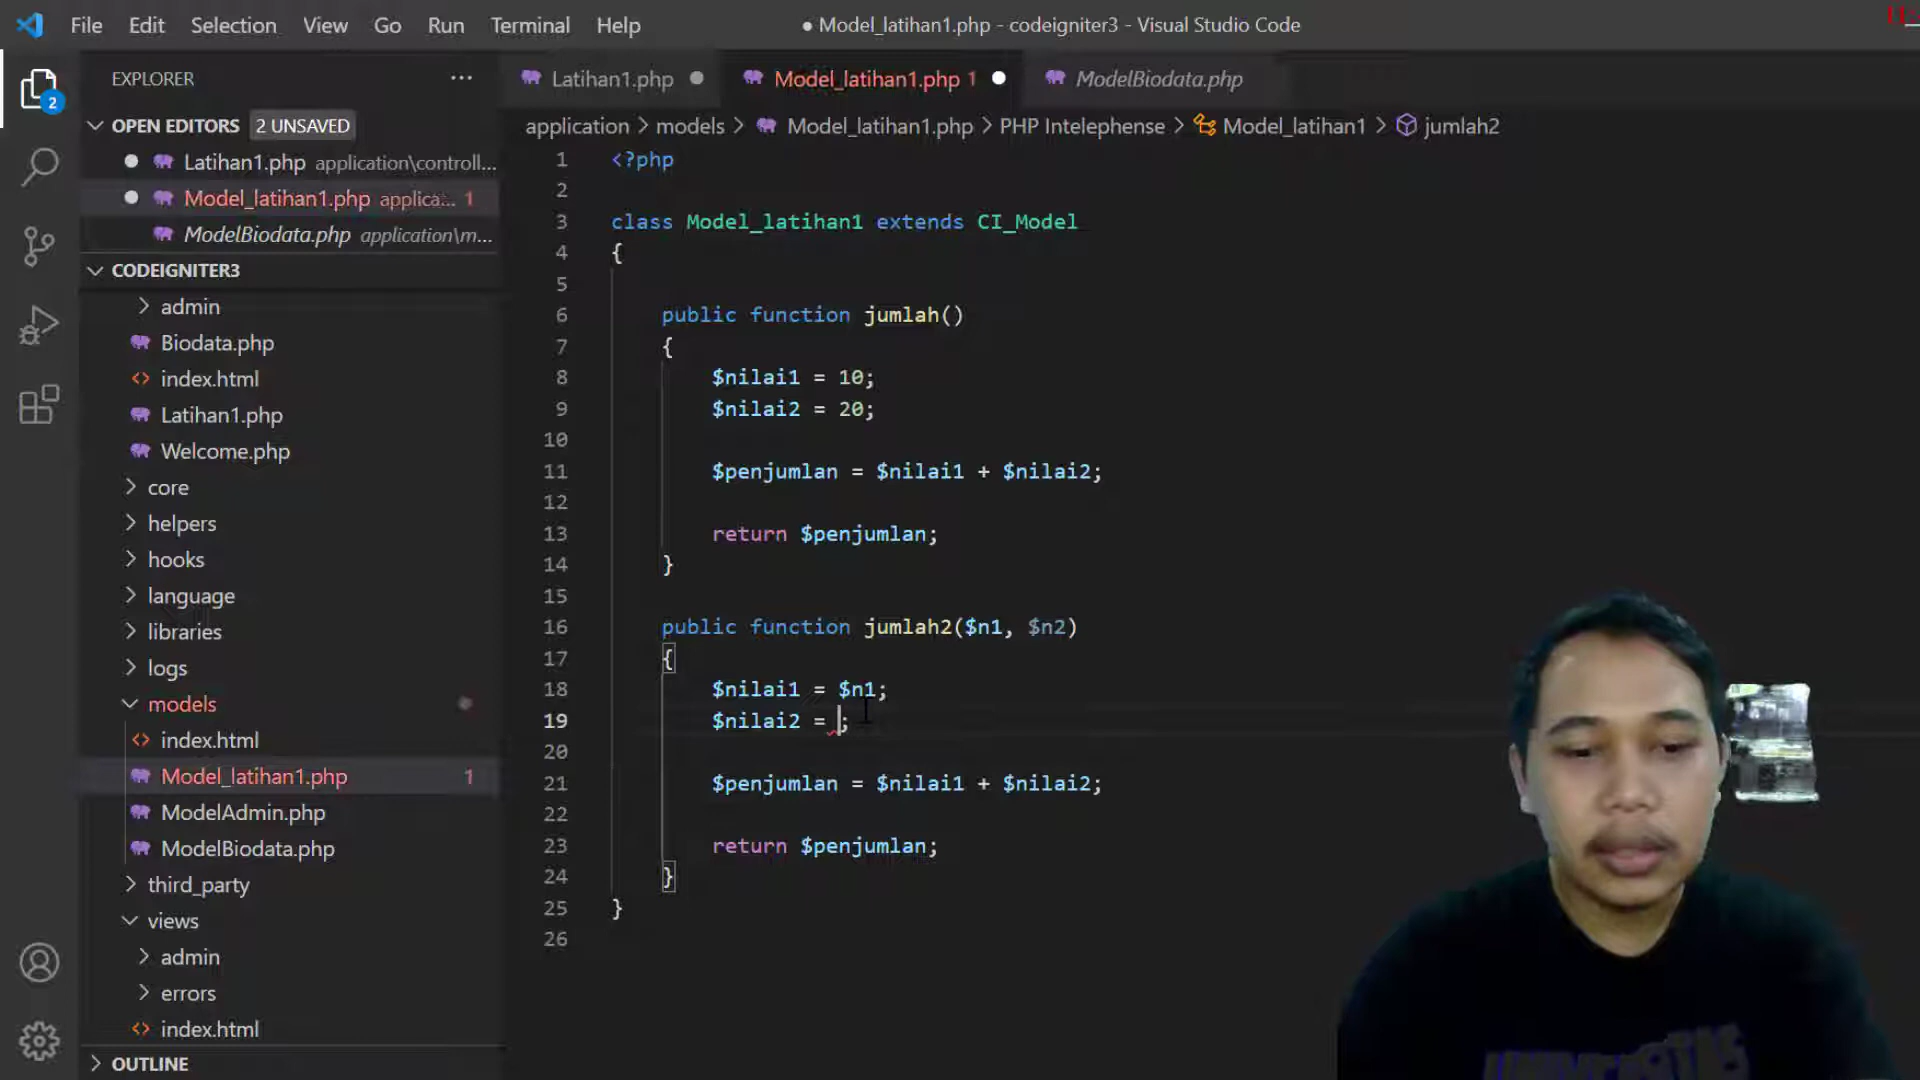 File Edit Selection View Go Run Terminal Help
● Model_latihan1.php - codeigniter3 - Visual Studio Code
EXPLORER ...
Latihan1.php ●
Model_latihan1.php 1 ●
ModelBiodata.php
OPEN EDITORS 2 UNSAVED
application > models > Model_latihan1.php > PHP Intelephense > Model_latihan1 > jumlah2
Latihan1.php application\controll...
Model_latihan1.php applica... 1
ModelBiodata.php application\m...
CODEIGNITER3
admin
Biodata.php
index.html
Latihan1.php
Welcome.php
core
helpers
hooks
language
libraries
logs
models
index.html
Model_latihan1.php 1
ModelAdmin.php
ModelBiodata.php
third_party
views
admin
errors
index.html
OUTLINE
2
1 <?php
2
3 class Model_latihan1 extends CI_Model
4 {
5
6 public function jumlah()
7 {
8 $nilai1 = 10;
9 $nilai2 = 20;
10
11 $penjumlan = $nilai1 + $nilai2;
12
13 return $penjumlan;
14 }
15
16 public function jumlah2($n1, $n2)
17 {
18 $nilai1 = $n1;
19 $nilai2 = ;
20
21 $penjumlan = $nilai1 + $nilai2;
22
23 return $penjumlan;
24 }
25 }
26